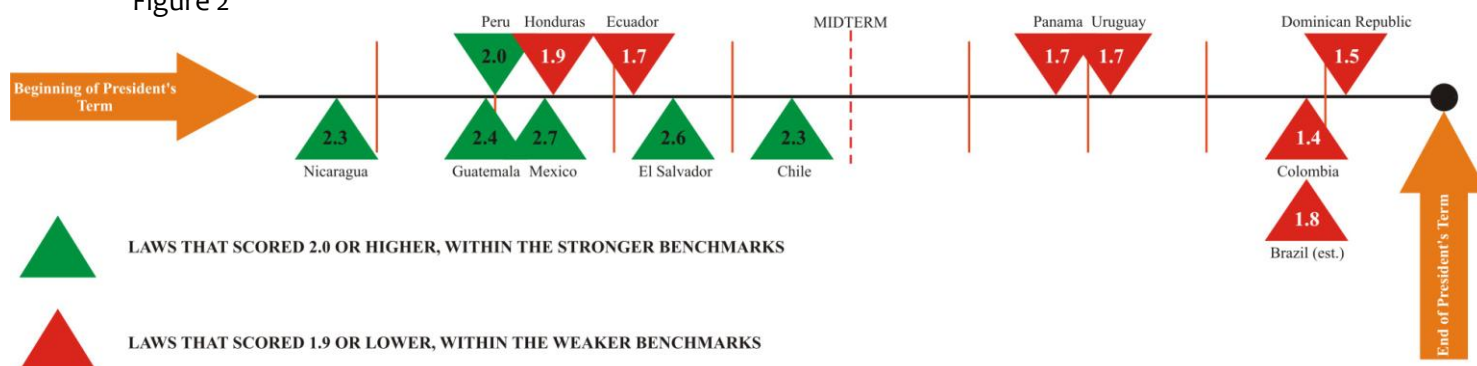 Figure 2
Peru Honduras Ecuador MIDTERM Panama Uruguay Dominican Republic
2.0 1.9 1.7 1.7 1.7 1.5
Beginning of President's
Term
2.3 2.4 2.7 2.6 2.3 1.4
Nicaragua Guatemala Mexico El Salvador Chile Colombia
1.8
Brazil (est.)
LAWS THAT SCORED 2.0 OR HIGHER, WITHIN THE STRONGER BENCHMARKS
LAWS THAT SCORED 1.9 OR LOWER, WITHIN THE WEAKER BENCHMARKS
End of President's Term